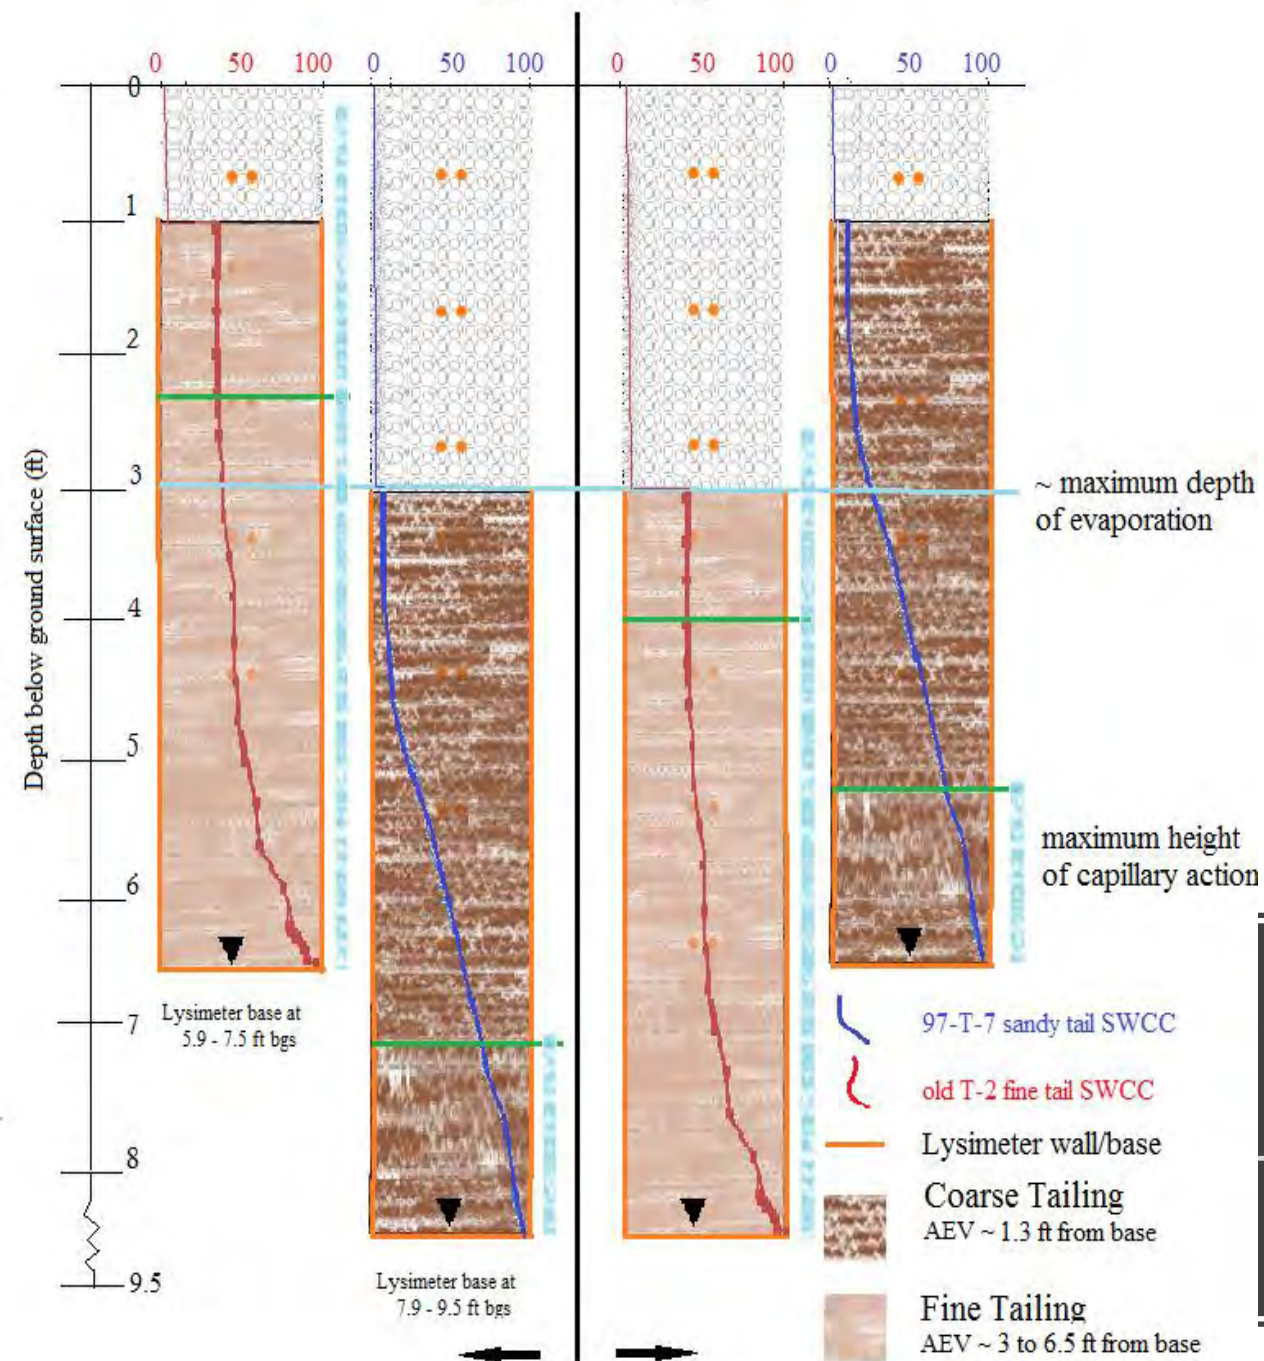 0 50 100 0 50 100 0 50 100 0 50 100
0
1
2
3
4
5
6
7
8
9.5
Depth below ground surface (ft)
~ maximum depth
of evaporation
maximum height
of capillary action
Lysimeter base at
5.9 - 7.5 ft bgs
Lysimeter base at
7.9 - 9.5 ft bgs
97-T-7 sandy tail SWCC
old T-2 fine tail SWCC
Lysimeter wall/base
Coarse Tailing
AEV ~ 1.3 ft from base
Fine Tailing
AEV ~ 3 to 6.5 ft from base